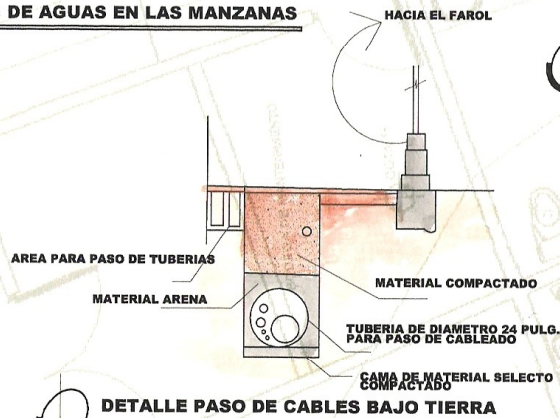 DE AGUAS EN LAS MANZANAS
HACIA EL FAROL
AREA PARA PASO DE TUBERIAS
MATERIAL ARENA
MATERIAL COMPACTADO
TUBERIA DE DIAMETRO 24 PULG.
PARA PASO DE CABLEADO
CAMA DE MATERIAL SELECTO
COMPACTADO
DETALLE PASO DE CABLES BAJO TIERRA